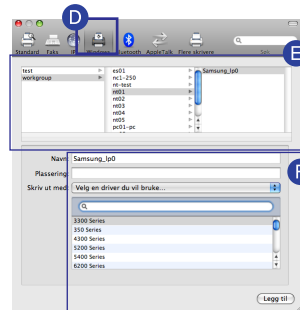 D
Standard Faks IP Windows Bluetooth AppleTalk Flere skrivere Søk
E
test es01 Samsung_lp0
workgroup nc1-250
nt-test
nt01
nt02
nt03
nt04
nt05
pc01-pc
F
Navn: Samsung_lp0
Plassering:
Skriv ut med: Velg en driver du vil bruke...
3300 Series
350 Series
4300 Series
5200 Series
5400 Series
6200 Series
Legg til